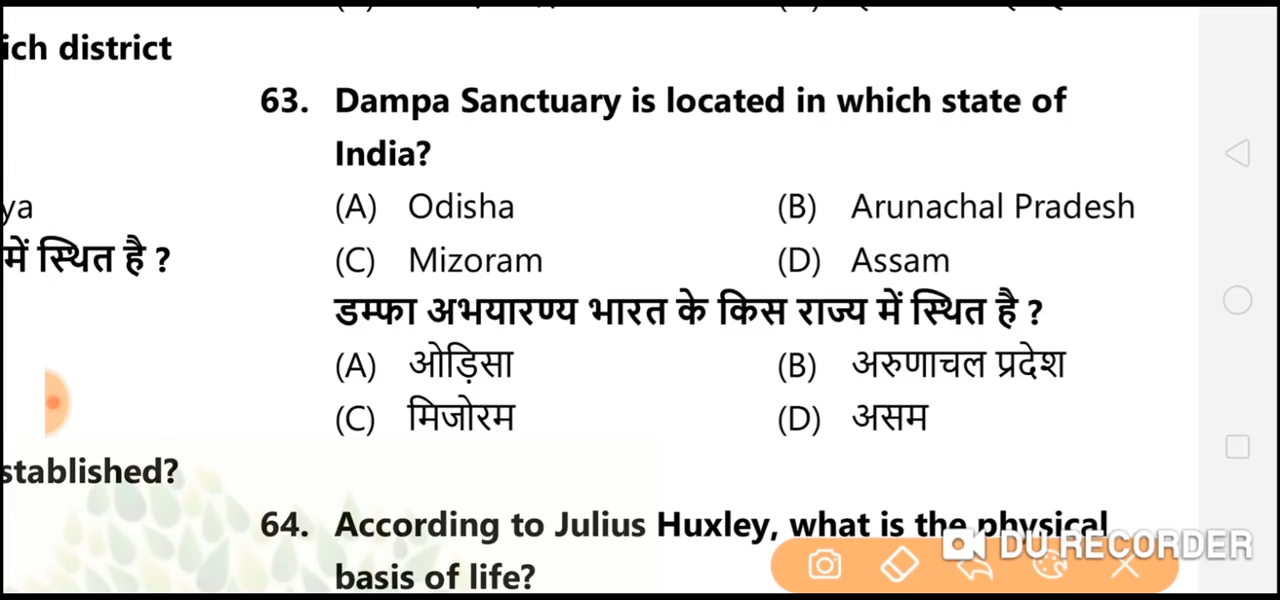 ich district
63. Dampa Sanctuary is located in which state of
India?
ya
(A) Odisha (B) Arunachal Pradesh
में स्थित है ?
(C) Mizoram (D) Assam
डम्फा अभयारण्य भारत के किस राज्य में स्थित है ?
(A) ओड़िसा (B) अरुणाचल प्रदेश
(C) मिजोरम (D) असम
stablished?
64. According to Julius Huxley, what is the physical
basis of life?
DU RECORDER